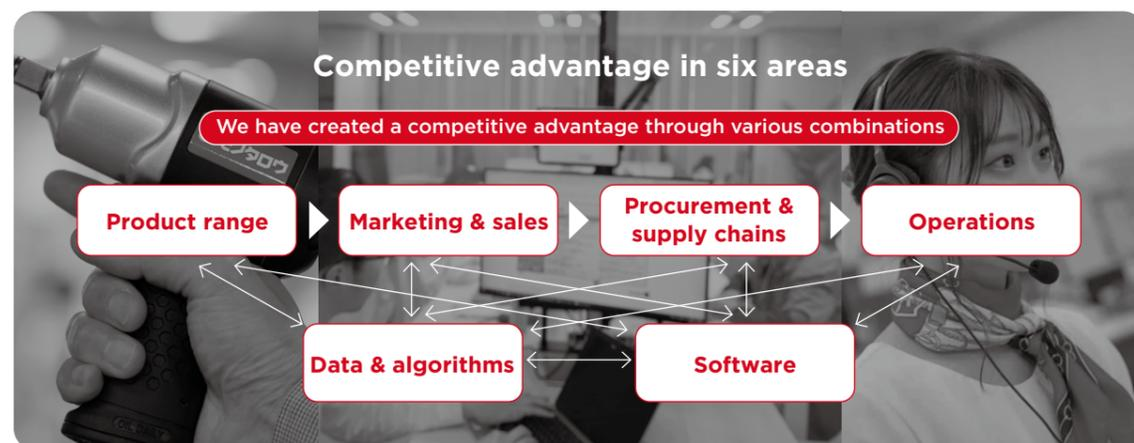 Competitive advantage in six areas
We have created a competitive advantage through various combinations
Product range
Marketing & sales
Procurement &
supply chains
Operations
Data & algorithms
Software